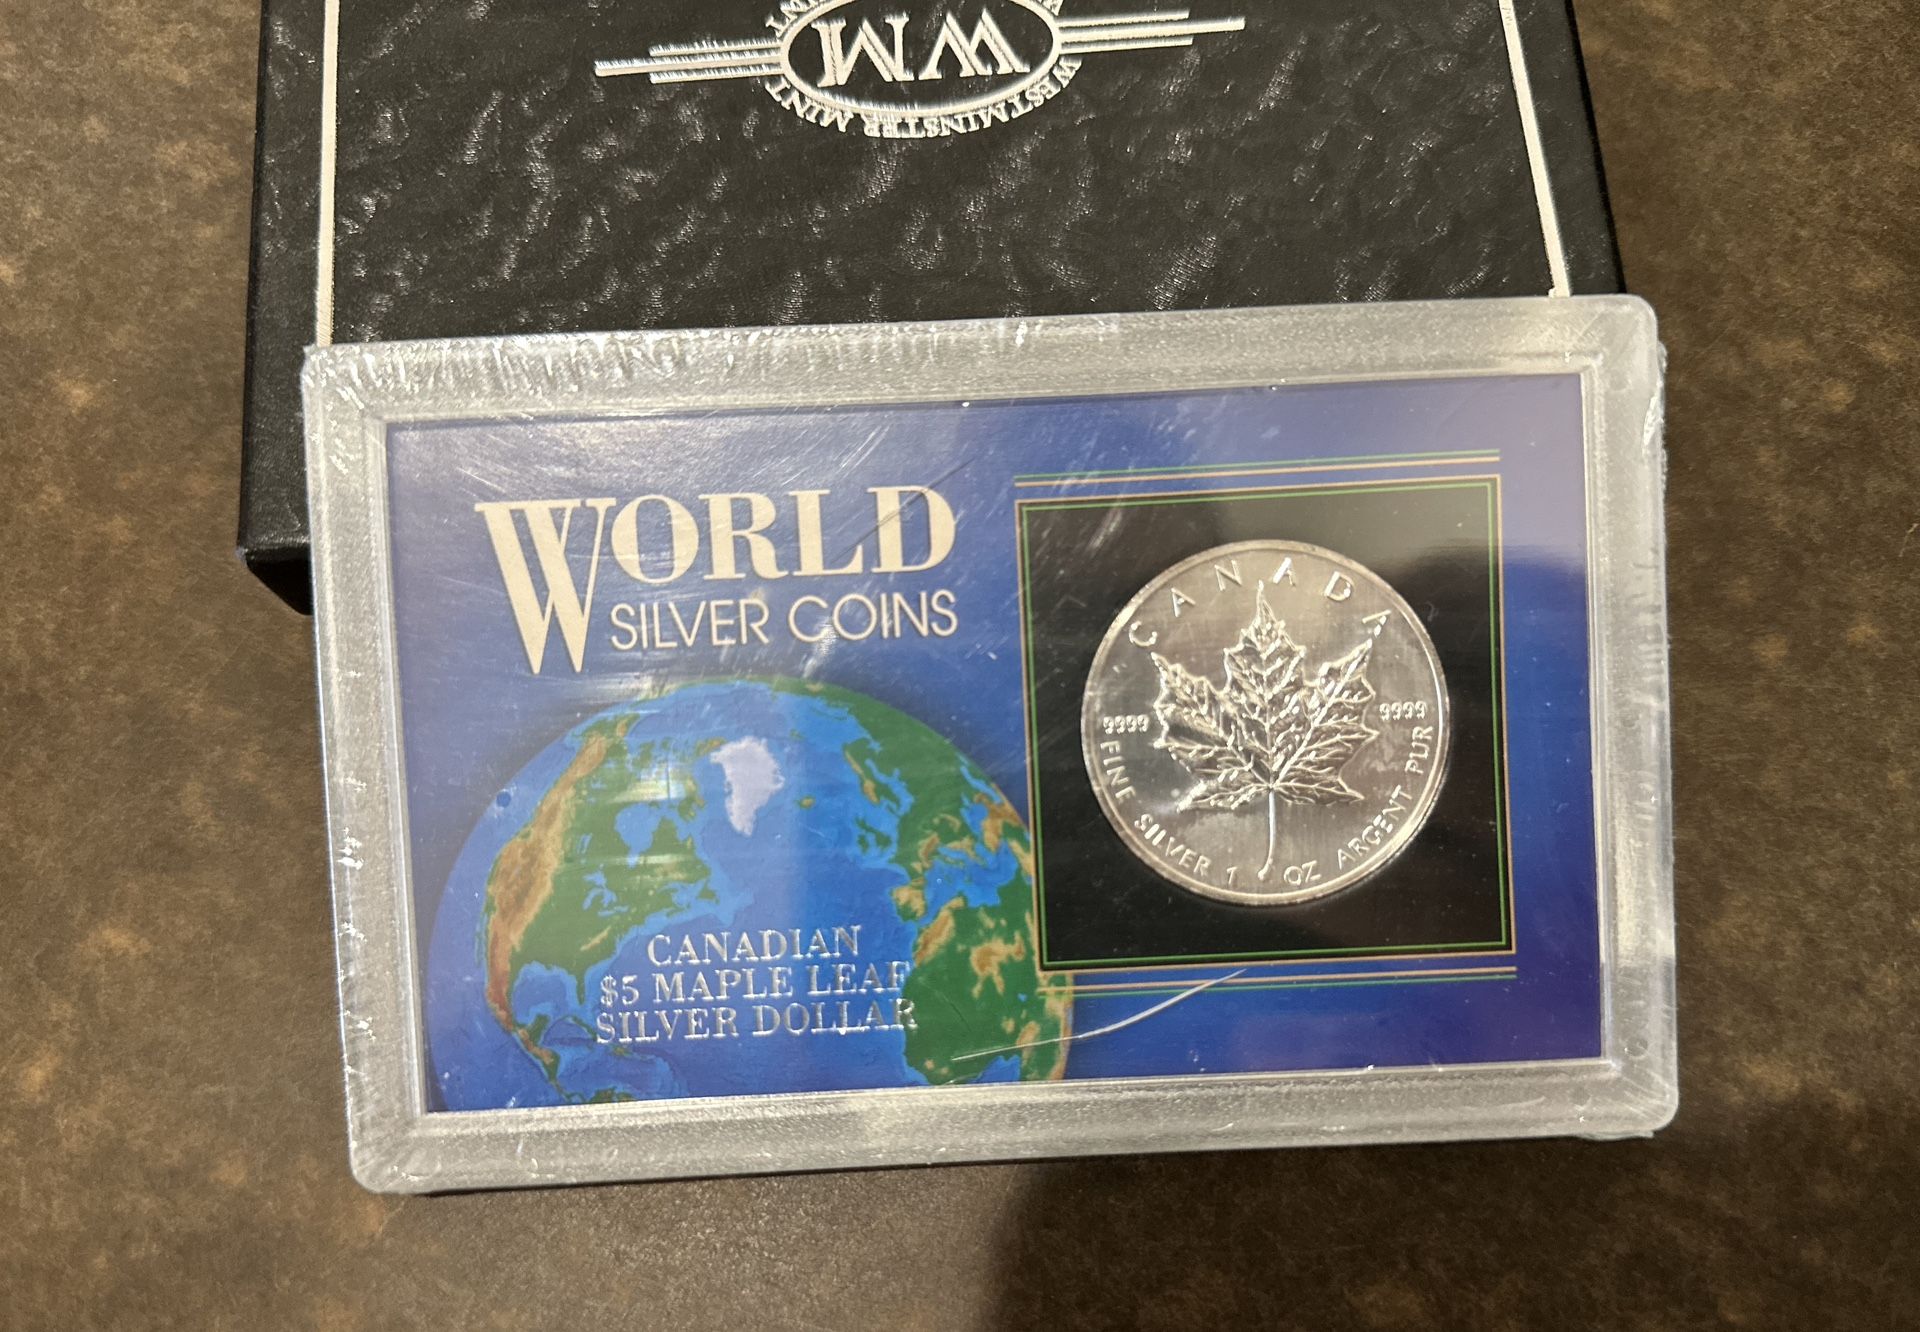 WM
WESTMINSTER MINT
WORLD
SILVER COINS
CANADIAN
$5 MAPLE LEAF
SILVER DOLLAR
CANADA
9999 9999
FINE SILVER 1 OZ ARGENT PUR